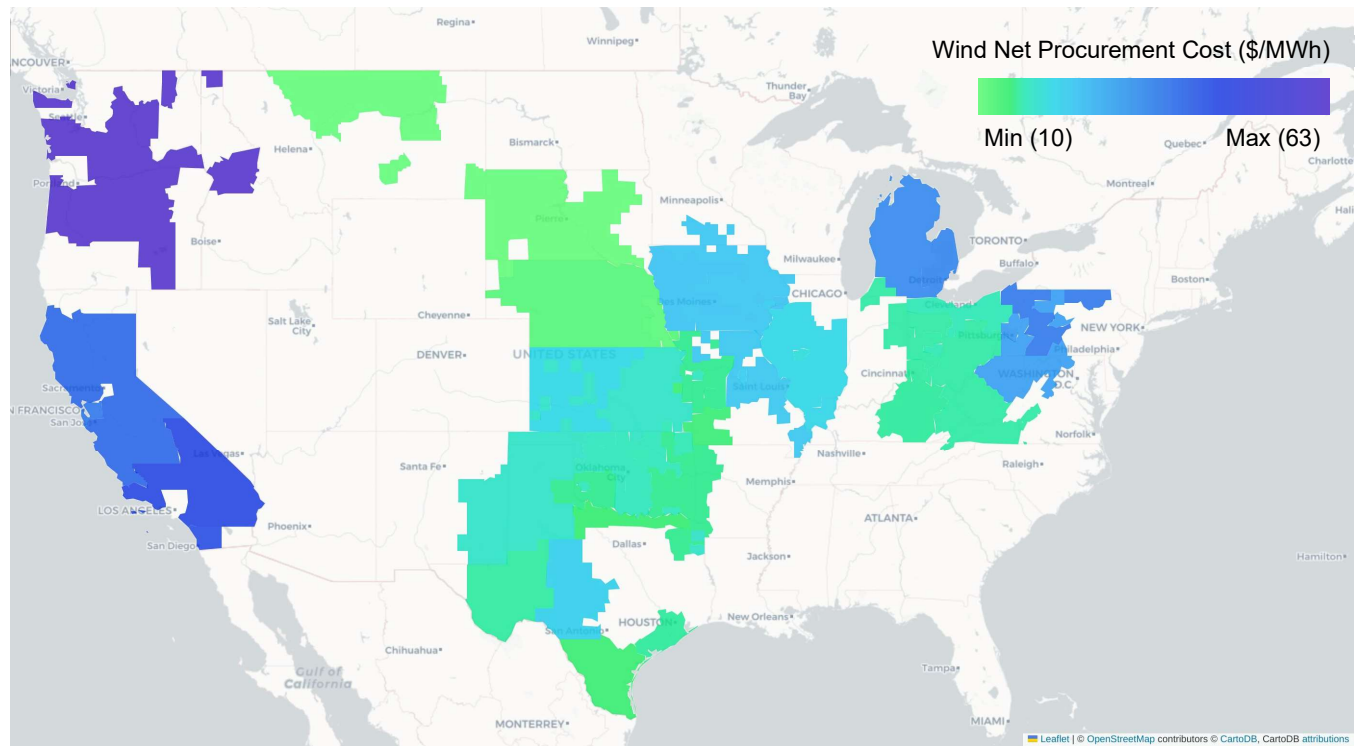 Regina
Winnipeg
Wind Net Procurement Cost ($/MWh)
NCOUVER
Victoria
Thunder
Bay
Seattle
Min (10)
Max (63)
Helena
Bismarck
Quebec
Charlotte
Portland
Montreal
Minneapolis
Pierre
Hali
Boise
TORONTO
Milwaukee
Buffalo
Detroit
Boston
CHICAGO
Des Moines
Cleveland
Cheyenne
Salt Lake
City
NEW YORK
Pittsburgh
Philadelphia
DENVER
UNITED STATES
Sacramento
Saint Louis
Cincinnati
WASHINGTON
D.C.
N FRANCISCO
San Jose
Norfolk
Las Vegas
Nashville
Santa Fe
Oklahoma
City
Raleigh
Memphis
LOS ANGELES
Phoenix
ATLANTA
San Diego
Dallas
Jackson
Hamilton
HOUSTON
New Orleans
San Antonio
Chihuahua
Gulf of
California
Tampa
MONTERREY
MIAMI
Leaflet | © OpenStreetMap contributors © CartoDB, CartoDB attributions